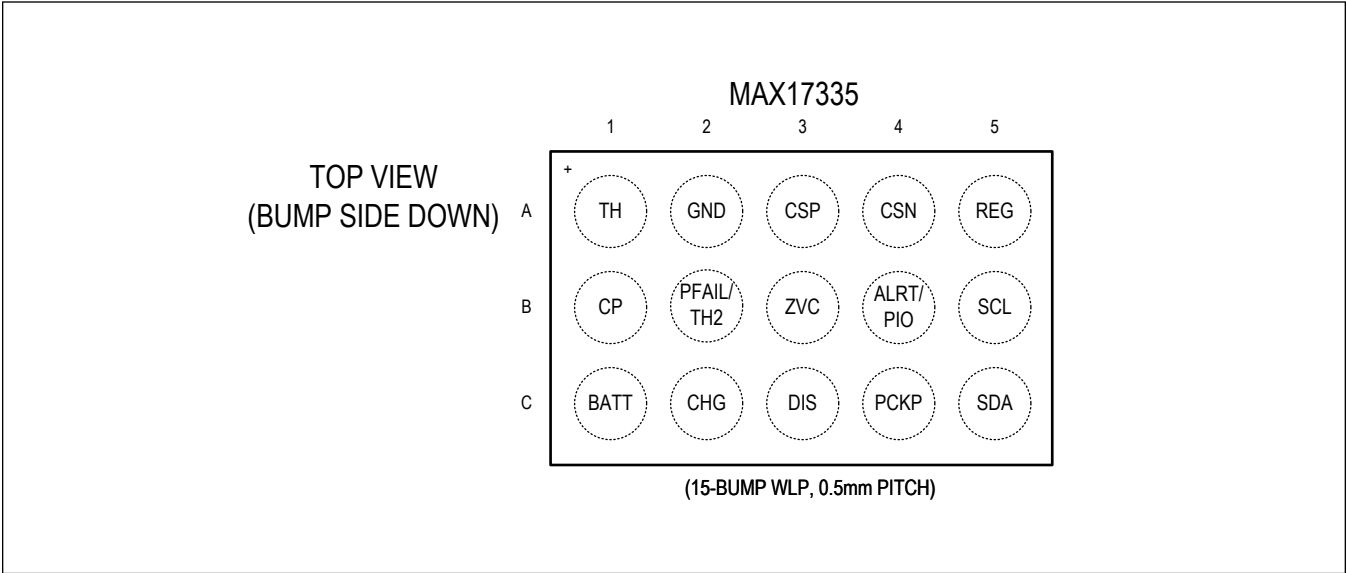 MAX17335
1 2 3 4 5
TOP VIEW
(BUMP SIDE DOWN)
+
A TH GND CSP CSN REG
B CP PFAIL/ ZVC ALRT/ SCL
TH2 PIO
C BATT CHG DIS PCKP SDA
(15-BUMP WLP, 0.5mm PITCH)